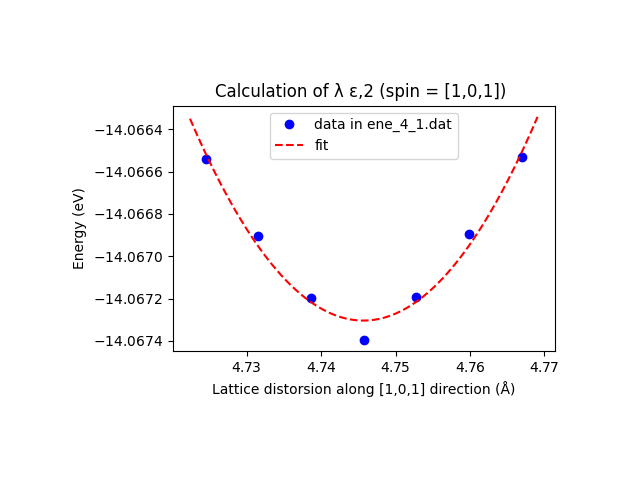 Calculation of λ ε,2 (spin = [1,0,1])
data in ene_4_1.dat
fit
Energy (eV)
−14.0664
−14.0666
−14.0668
−14.0670
−14.0672
−14.0674
4.73 4.74 4.75 4.76 4.77
Lattice distorsion along [1,0,1] direction (Å)